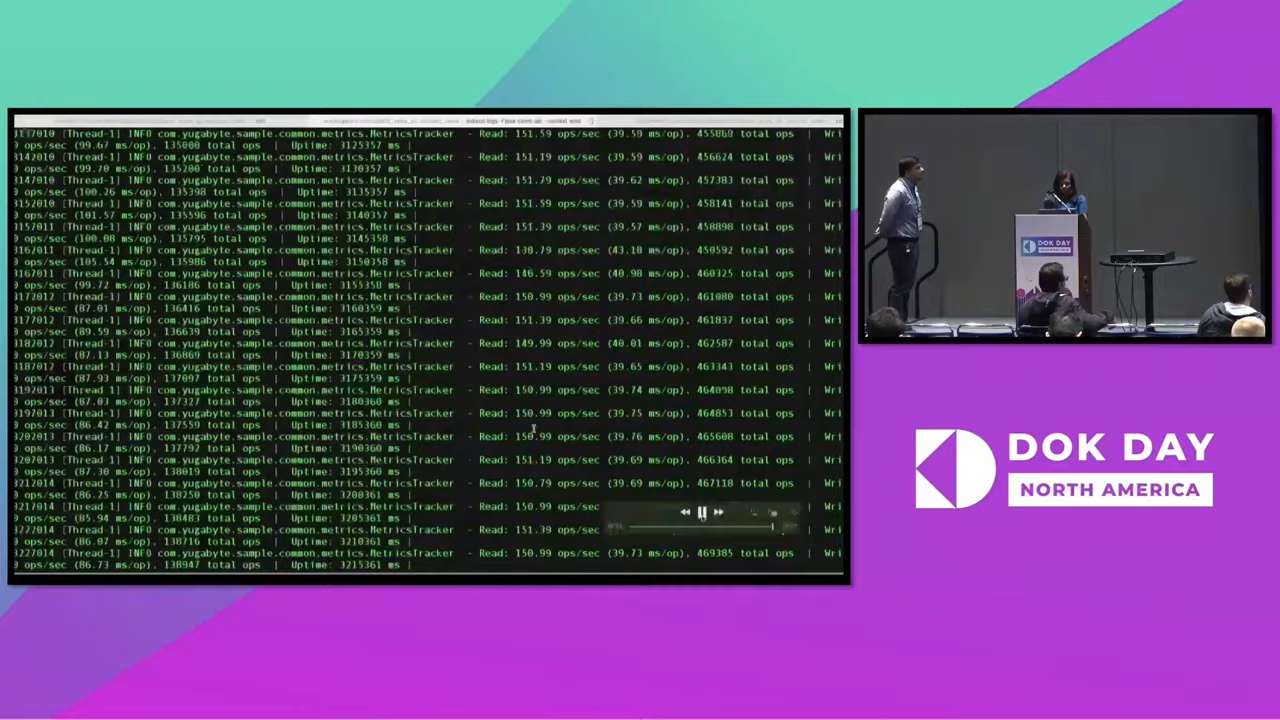 3137010 [Thread-1] INFO com.yugabyte.sample.common.metrics.MetricsTracker - Read: 151.59 ops/sec (39.59 ms/op), 455868 total ops | Wri
ops/sec (99.67 ms/op), 135000 total ops | Uptime: 3125357 ms |
3142010 [Thread-1] INFO com.yugabyte.sample.common.metrics.MetricsTracker - Read: 151.19 ops/sec (39.59 ms/op), 456624 total ops | Wri
ops/sec (99.70 ms/op), 135200 total ops | Uptime: 3130357 ms |
3147010 [Thread-1] INFO com.yugabyte.sample.common.metrics.MetricsTracker - Read: 151.79 ops/sec (39.62 ms/op), 457383 total ops | Wri
ops/sec (100.26 ms/op), 135398 total ops | Uptime: 3135357 ms |
3152010 [Thread-1] INFO com.yugabyte.sample.common.metrics.MetricsTracker - Read: 151.59 ops/sec (39.59 ms/op), 458141 total ops | Wri
ops/sec (101.57 ms/op), 135596 total ops | Uptime: 3140357 ms |
3157011 [Thread-1] INFO com.yugabyte.sample.common.metrics.MetricsTracker - Read: 151.39 ops/sec (39.57 ms/op), 458898 total ops | Wri
ops/sec (100.08 ms/op), 135795 total ops | Uptime: 3145358 ms |
3162011 [Thread-1] INFO com.yugabyte.sample.common.metrics.MetricsTracker - Read: 138.79 ops/sec (43.18 ms/op), total ops | Wri
ops/sec (105.54 ms/op), 135986 total ops | Uptime: 3150358 ms |
3167011 [Thread-1] INFO com.yugabyte.sample.common.metrics.MetricsTracker - Read: 146.59 ops/sec (40.98 ms/op), 460325 total ops | Wri
ops/sec (99.72 ms/op), 136186 total ops | Uptime: 3155358 ms |
3172012 [Thread-1] INFO com.yugabyte.sample.common.metrics.MetricsTracker - Read: 150.99 ops/sec (39.73 ms/op), 461080 total ops | Wri
ops/sec (87.01 ms/op), 136416 total ops | Uptime: 3160359 ms |
3177012 [Thread-1] INFO com.yugabyte.sample.common.metrics.MetricsTracker - Read: 151.39 ops/sec (39.66 ms/op), 461837 total ops | Wri
ops/sec (89.59 ms/op), 136639 total ops | Uptime: 3165359 ms |
3182012 [Thread-1] INFO com.yugabyte.sample.common.metrics.MetricsTracker - Read: 149.99 ops/sec (40.01 ms/op), 462587 total ops | Wri
ops/sec (87.13 ms/op), 136869 total ops | Uptime: 3170359 ms |
3187012 [Thread-1] INFO com.yugabyte.sample.common.metrics.MetricsTracker - Read: 151.19 ops/sec (39.65 ms/op), 463343 total ops | Wri
ops/sec (87.93 ms/op), 137097 total ops | Uptime: 3175359 ms |
3192013 [Thread-1] INFO com.yugabyte.sample.common.metrics.MetricsTracker - Read: 150.99 ops/sec (39.74 ms/op), 464098 total ops | Wri
ops/sec (87.03 ms/op), 137327 total ops | Uptime: 3180360 ms |
3197013 [Thread-1] INFO com.yugabyte.sample.common.metrics.MetricsTracker - Read: 150.99 ops/sec (39.75 ms/op), 464853 total ops | Wri
ops/sec (86.42 ms/op), 137559 total ops | Uptime: 3185360 ms |
3202013 [Thread-1] INFO com.yugabyte.sample.common.metrics.MetricsTracker - Read: 150.99 ops/sec (39.76 ms/op), 465608 total ops | Wri
ops/sec (86.17 ms/op), 137792 total ops | Uptime: 3190360 ms |
3207013 [Thread-1] INFO com.yugabyte.sample.common.metrics.MetricsTracker - Read: 151.19 ops/sec (39.69 ms/op), 466364 total ops | Wri
ops/sec (87.30 ms/op), 138019 total ops | Uptime: 3195360 ms |
3212014 [Thread-1] INFO com.yugabyte.sample.common.metrics.MetricsTracker - Read: 150.79 ops/sec (39.69 ms/op), 467118 total ops | Wri
ops/sec (86.25 ms/op), 138250 total ops | Uptime: 3200361 ms |
3217014 [Thread-1] INFO com.yugabyte.sample.common.metrics.MetricsTracker - Read: 150.99 ops/sec | Wri
ops/sec (85.94 ms/op), 138483 total ops | Uptime: 3205361 ms |
3222014 [Thread-1] INFO com.yugabyte.sample.common.metrics.MetricsTracker - Read: 151.39 ops/sec | Wri
ops/sec (86.07 ms/op), 138716 total ops | Uptime: 3210361 ms |
3227014 [Thread-1] INFO com.yugabyte.sample.common.metrics.MetricsTracker - Read: 150.99 ops/sec (39.73 ms/op), 469385 total ops | Wri
ops/sec (86.73 ms/op), 138947 total ops | Uptime: 3215361 ms |
DOK DAY
DOK DAY
NORTH AMERICA